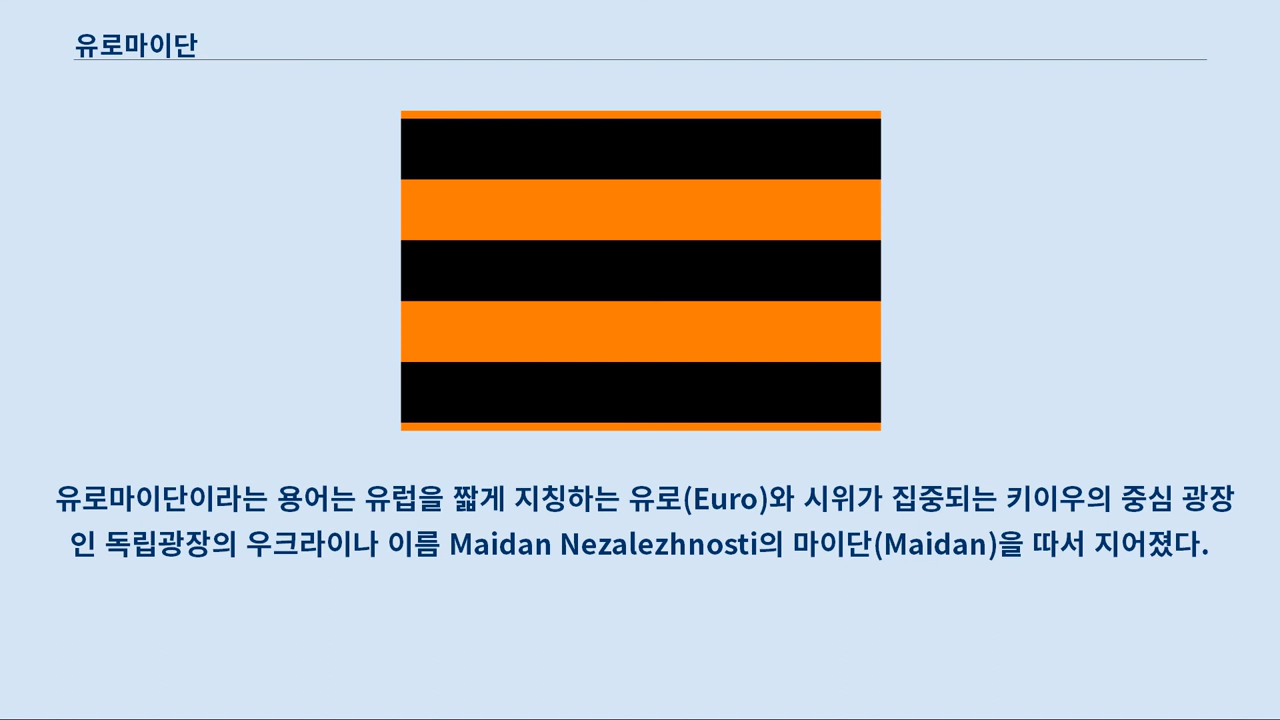 유로마이단
유로마이단이라는 용어는 유럽을 짧게 지칭하는 유로(Euro)와 시위가 집중되는 키이우의 중심 광장
인 독립광장의 우크라이나 이름 Maidan Nezalezhnosti의 마이단(Maidan)을 따서 지어졌다.